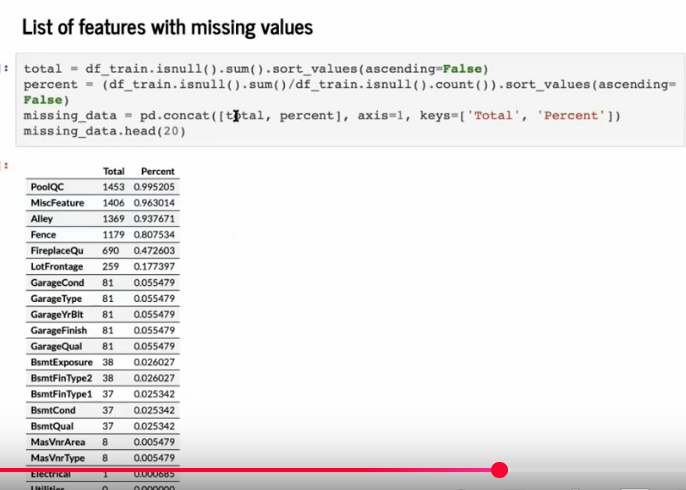 List of features with missing values
]:
total = df_train.isnull().sum().sort_values(ascending=False)
percent = (df_train.isnull().sum()/df_train.isnull().count()).sort_values(ascending=
False)
missing_data = pd.concat([total, percent], axis=1, keys=['Total', 'Percent'])
missing_data.head(20)
]:
Total Percent
PoolQC 1453 0.995205
MiscFeature 1406 0.963014
Alley 1369 0.937671
Fence 1179 0.807534
FireplaceQu 690 0.472603
LotFrontage 259 0.177397
GarageCond 81 0.055479
GarageType 81 0.055479
GarageYrBlt 81 0.055479
GarageFinish 81 0.055479
GarageQual 81 0.055479
BsmtExposure 38 0.026027
BsmtFinType2 38 0.026027
BsmtFinType1 37 0.025342
BsmtCond 37 0.025342
BsmtQual 37 0.025342
MasVnrArea 8 0.005479
MasVnrType 8 0.005479
Electrical 1 0.000685
Utilities 0 0.000000